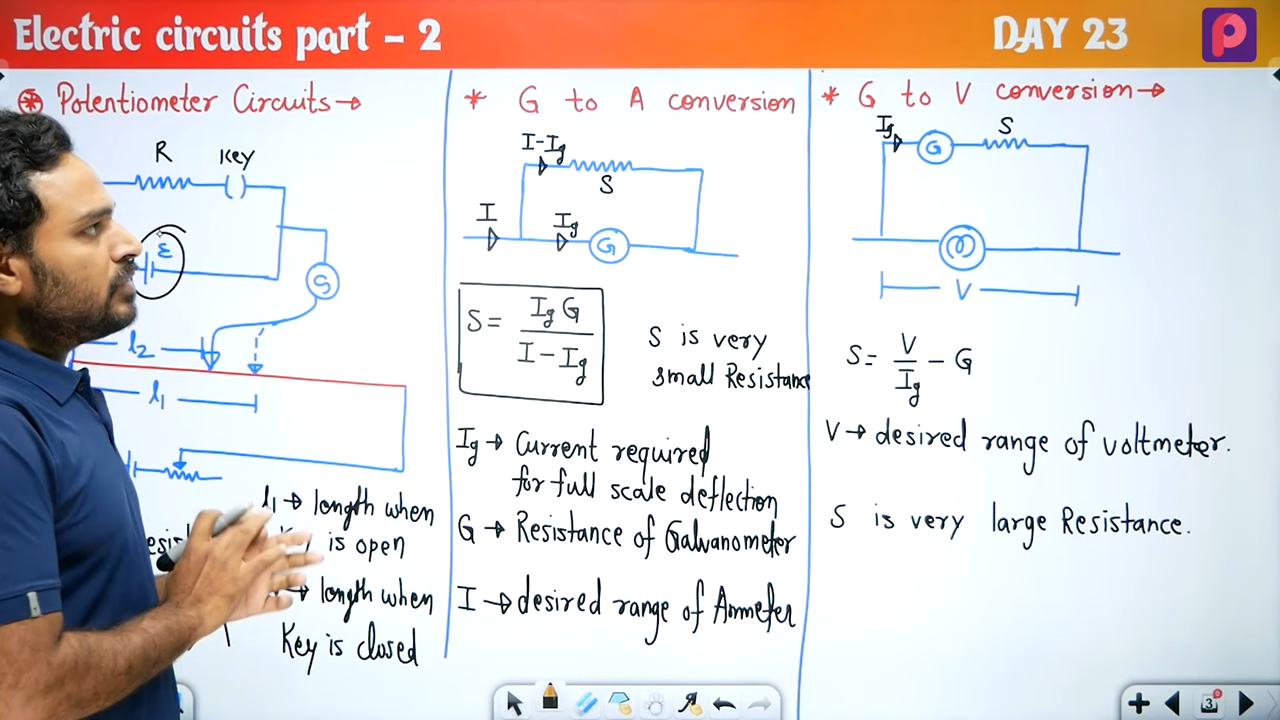 Electric circuits part - 2
DAY 23
* Potentiometer Circuits →
R
Key
ε
G
l2
l1
l1 → length when
is open
→ length when
Key is closed
* G to A conversion
I-Ig
S
I
Ig
G
S = Ig G / I - Ig
S is very
small Resistance
Ig → Current required
for full scale deflection
G → Resistance of Galvanometer
I → desired range of Ammeter
* G to V conversion →
Ig
G
S
V
S = V / Ig - G
V → desired range of voltmeter.
S is very large Resistance.
3